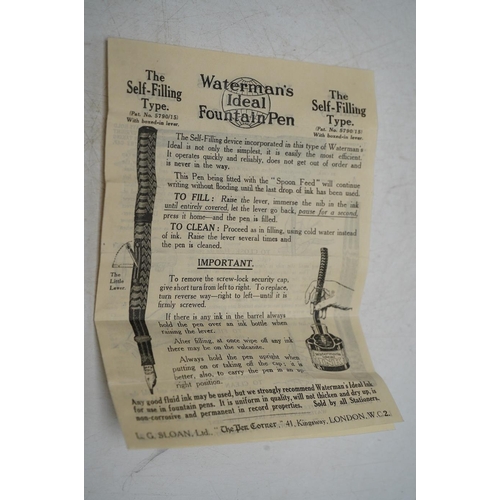 The
Self-Filling
Type.
(Pat. No. 5790/15)
With boxed-in lever.
Waterman's
Ideal
Fountain Pen
The
Self-Filling
Type.
(Pat. No. 5790/15)
With boxed-in lever.
The Self-Filling device incorporated in this type of Waterman's
Ideal is not only the simplest, it is easily the most efficient.
It operates quickly and reliably, does not get out of order and
is never in the way.
This Pen being fitted with the "Spoon Feed" will continue
writing without flooding until the last drop of ink has been used.
TO FILL: Raise the lever, immerse the nib in the ink
until entirely covered, let the lever go back, pause for a second,
press it home—and the pen is filled.
TO CLEAN: Proceed as in filling, using cold water instead
of ink. Raise the lever several times and
the pen is cleaned.
The
Little
Lever.
IMPORTANT.
To remove the screw-lock security cap,
give short turn from left to right. To replace,
turn reverse way—right to left—until it is
firmly screwed.
If there is any ink in the barrel always
hold the pen over an ink bottle when
raising the lever.
After filling, at once wipe off any ink
there may be on the vulcanite.
Always hold the pen upright when
putting on or taking off the cap; it is
better, also, to carry the pen in an up
right position.
Any good fluid ink may be used, but we strongly recommend Waterman's Ideal Ink
for use in fountain pens. It is uniform in quality, will not thicken and dry up, is
non-corrosive and permanent in record properties. Sold by all Stationers.
L. G. SLOAN, Ltd., "The Pen Corner," 41, Kingsway, LONDON, W.C.2.